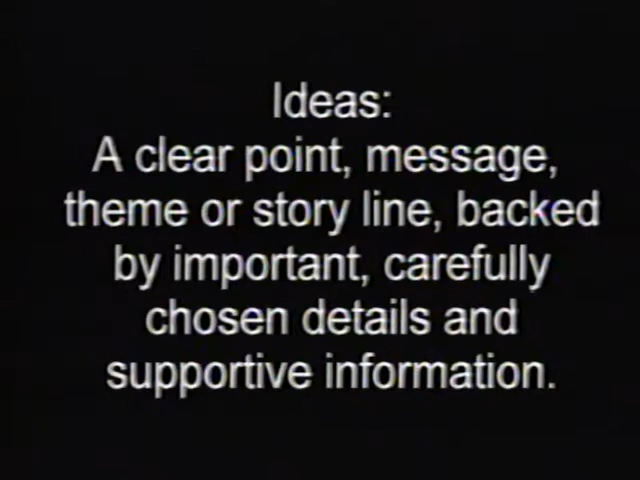 Ideas:
A clear point, message,
theme or story line, backed
by important, carefully
chosen details and
supportive information.